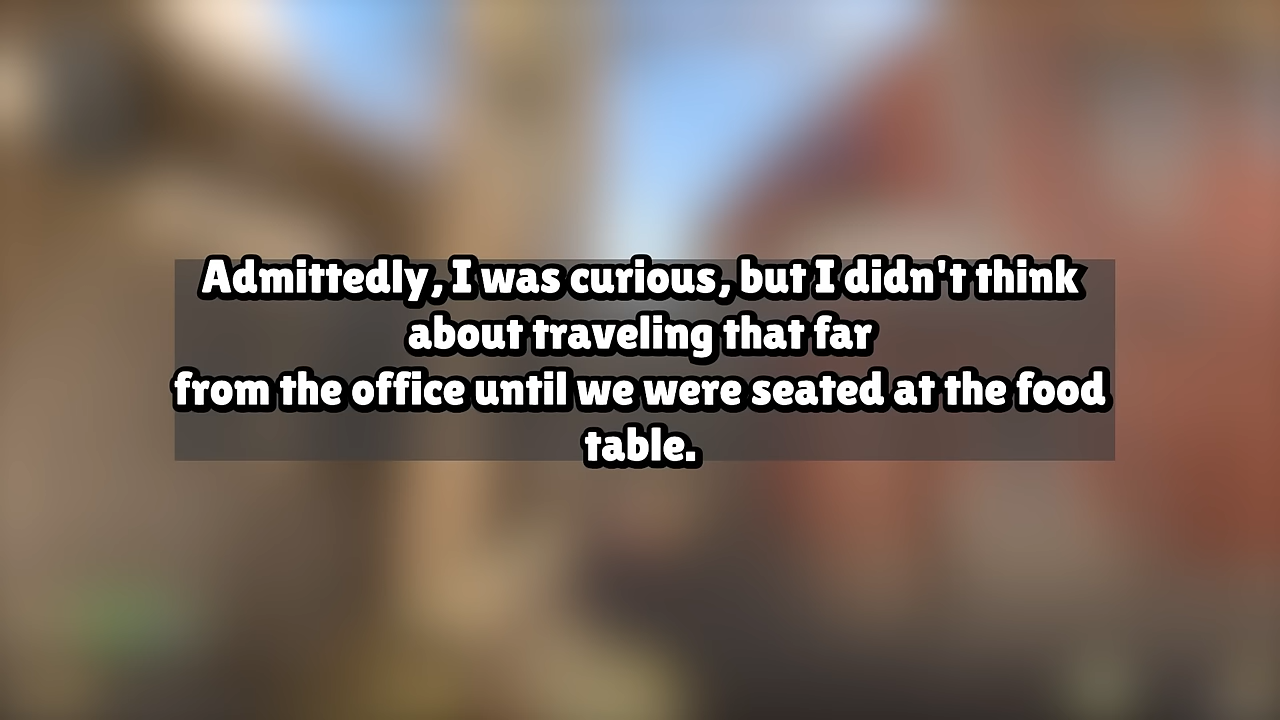 Admittedly, I was curious, but I didn't think
about traveling that far
from the office until we were seated at the food
table.